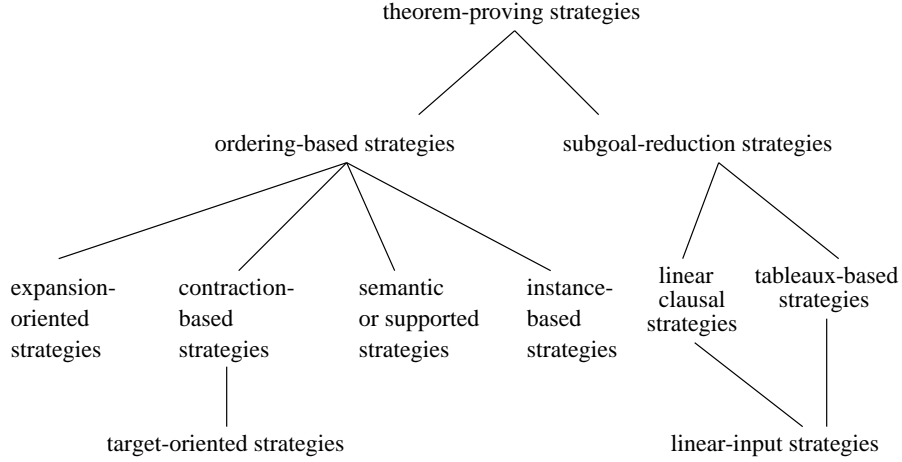 theorem-proving strategies
ordering-based strategies
subgoal-reduction strategies
expansion-
oriented
strategies
contraction-
based
strategies
semantic
or supported
strategies
instance-
based
strategies
linear
clausal
strategies
tableaux-based
strategies
target-oriented strategies
linear-input strategies